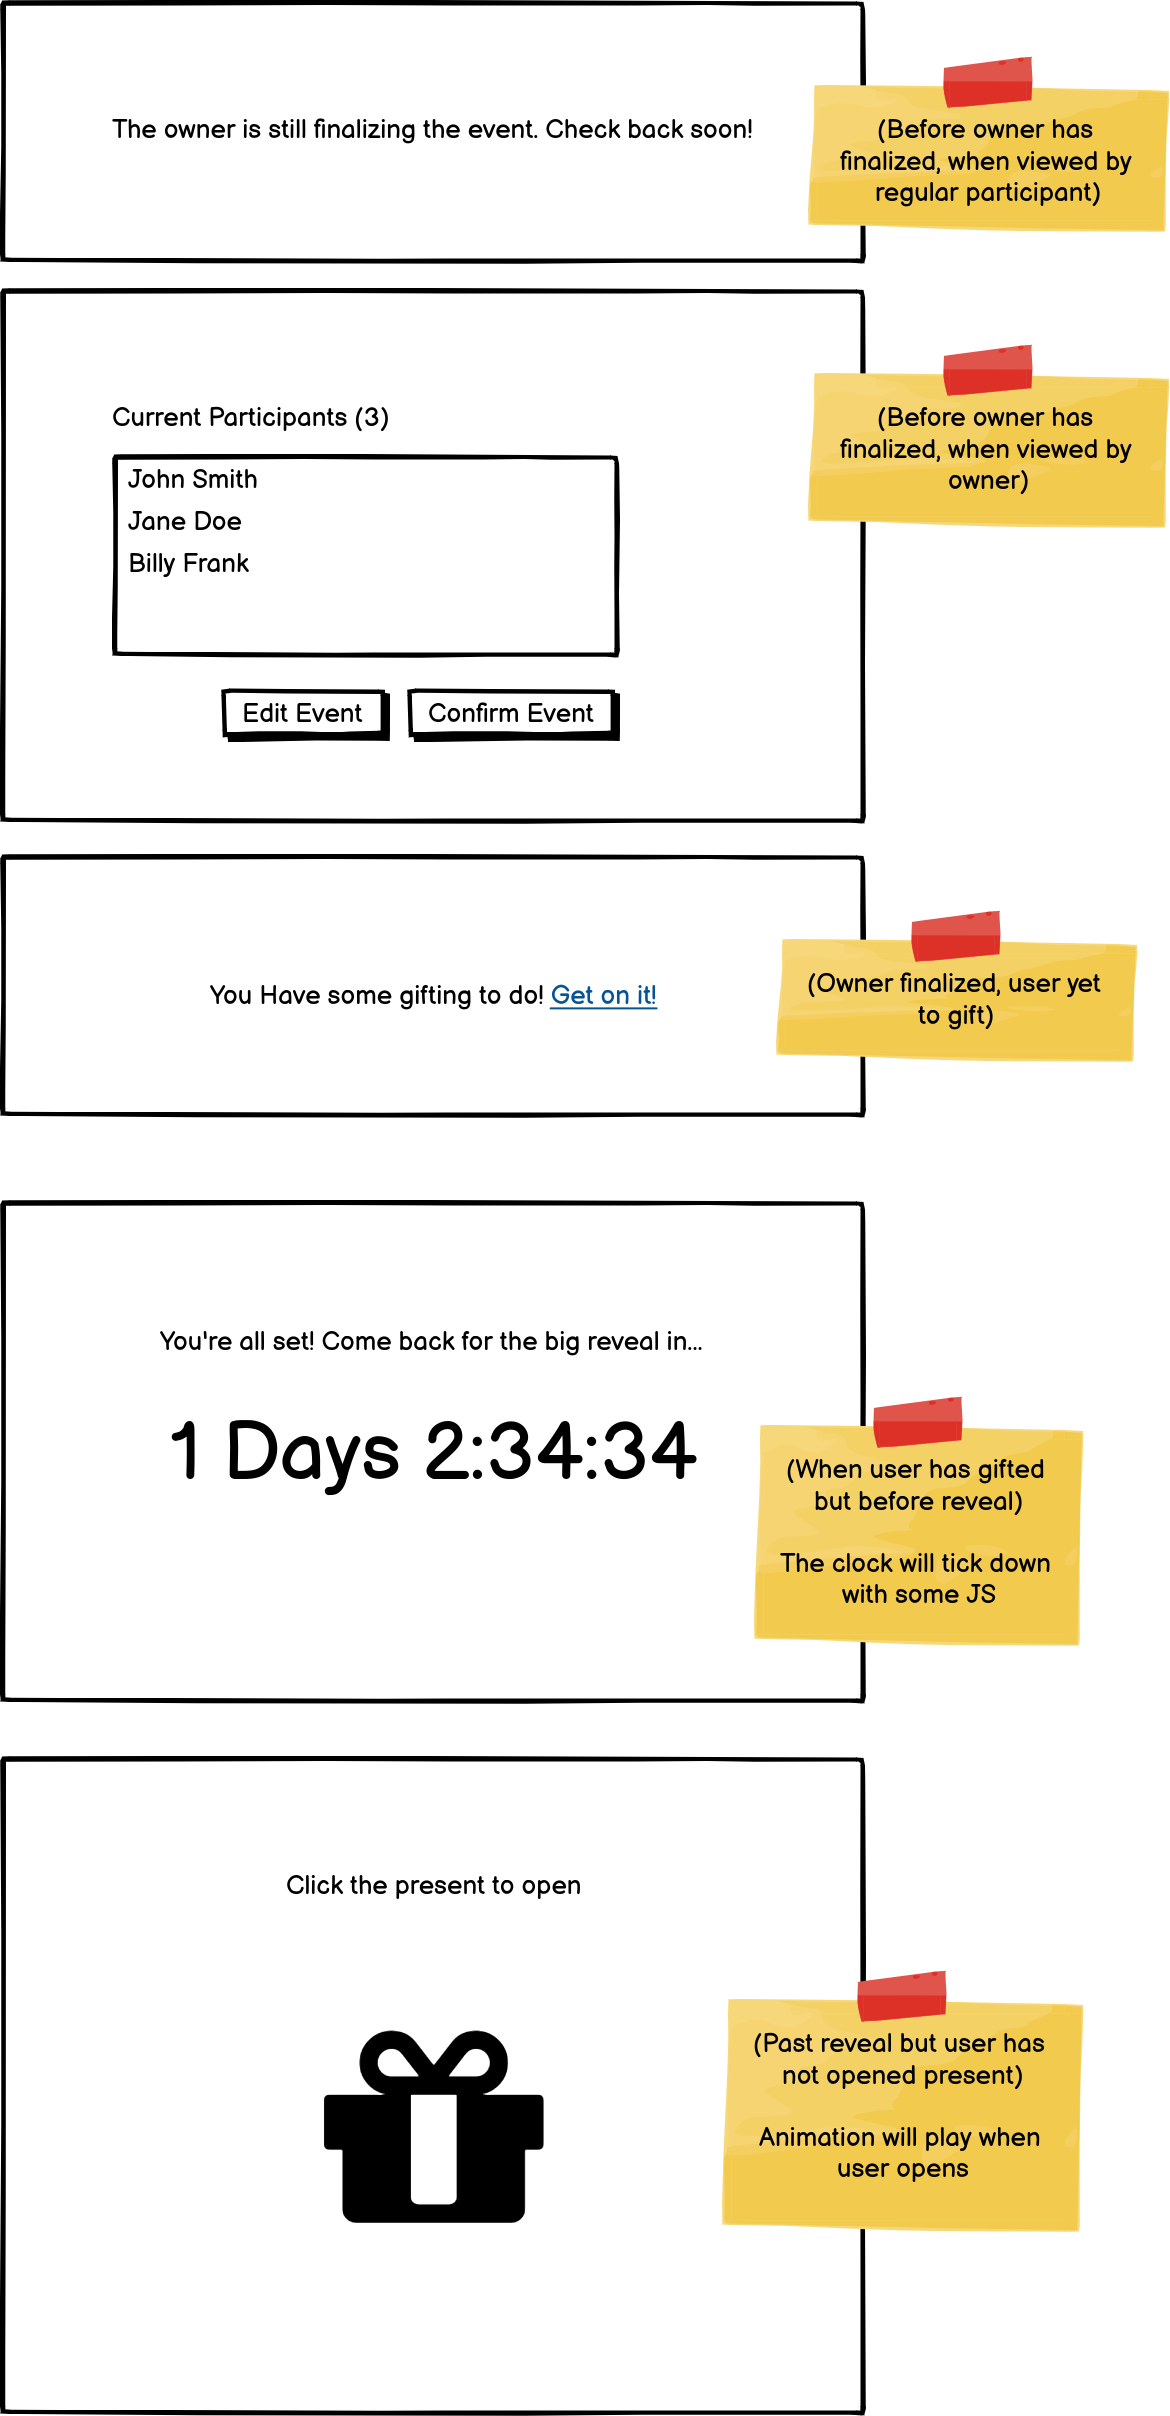 The owner is still finalizing the event. Check back soon!
(Before owner has
finalized, when viewed by
regular participant)
Current Participants (3)
John Smith
Jane Doe
Billy Frank
Edit Event
Confirm Event
(Before owner has
finalized, when viewed by
owner)
You Have some gifting to do! Get on it!
(Owner finalized, user yet
to gift)
You're all set! Come back for the big reveal in...
1 Days 2:34:34
(When user has gifted
but before reveal)
The clock will tick down
with some JS
Click the present to open
(Past reveal but user has
not opened present)
Animation will play when
user opens